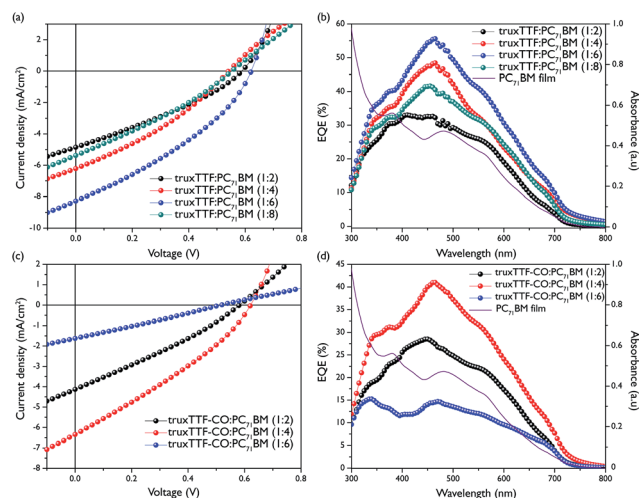 (a)
2
0
-2
-4
-6
-8
-10
Current density (mA/cm²)
truxTTF:PC₇₁BM (1:2)
truxTTF:PC₇₁BM (1:4)
truxTTF:PC₇₁BM (1:6)
truxTTF:PC₇₁BM (1:8)
0.0 0.2 0.4 0.6 0.8
Voltage (V)
(b)
60
50
40
30
20
10
0
EQE (%)
truxTTF:PC₇₁BM (1:2)
truxTTF:PC₇₁BM (1:4)
truxTTF:PC₇₁BM (1:6)
truxTTF:PC₇₁BM (1:8)
PC₇₁BM film
1.0
0.8
0.6
0.4
0.2
0
Absorbance (a.u)
300 400 500 600 700 800
Wavelength (nm)
(c)
2
1
0
-1
-2
-3
-4
-5
-6
-7
-8
Current density (mA/cm²)
truxTTF-CO:PC₇₁BM (1:2)
truxTTF-CO:PC₇₁BM (1:4)
truxTTF-CO:PC₇₁BM (1:6)
0.0 0.2 0.4 0.6 0.8
Voltage (V)
(d)
45
40
35
30
25
20
15
10
5
0
EQE (%)
truxTTF-CO:PC₇₁BM (1:2)
truxTTF-CO:PC₇₁BM (1:4)
truxTTF-CO:PC₇₁BM (1:6)
PC₇₁BM film
1.0
0.8
0.6
0.4
0.2
0
Absorbance (a.u)
300 400 500 600 700 800
Wavelength (nm)